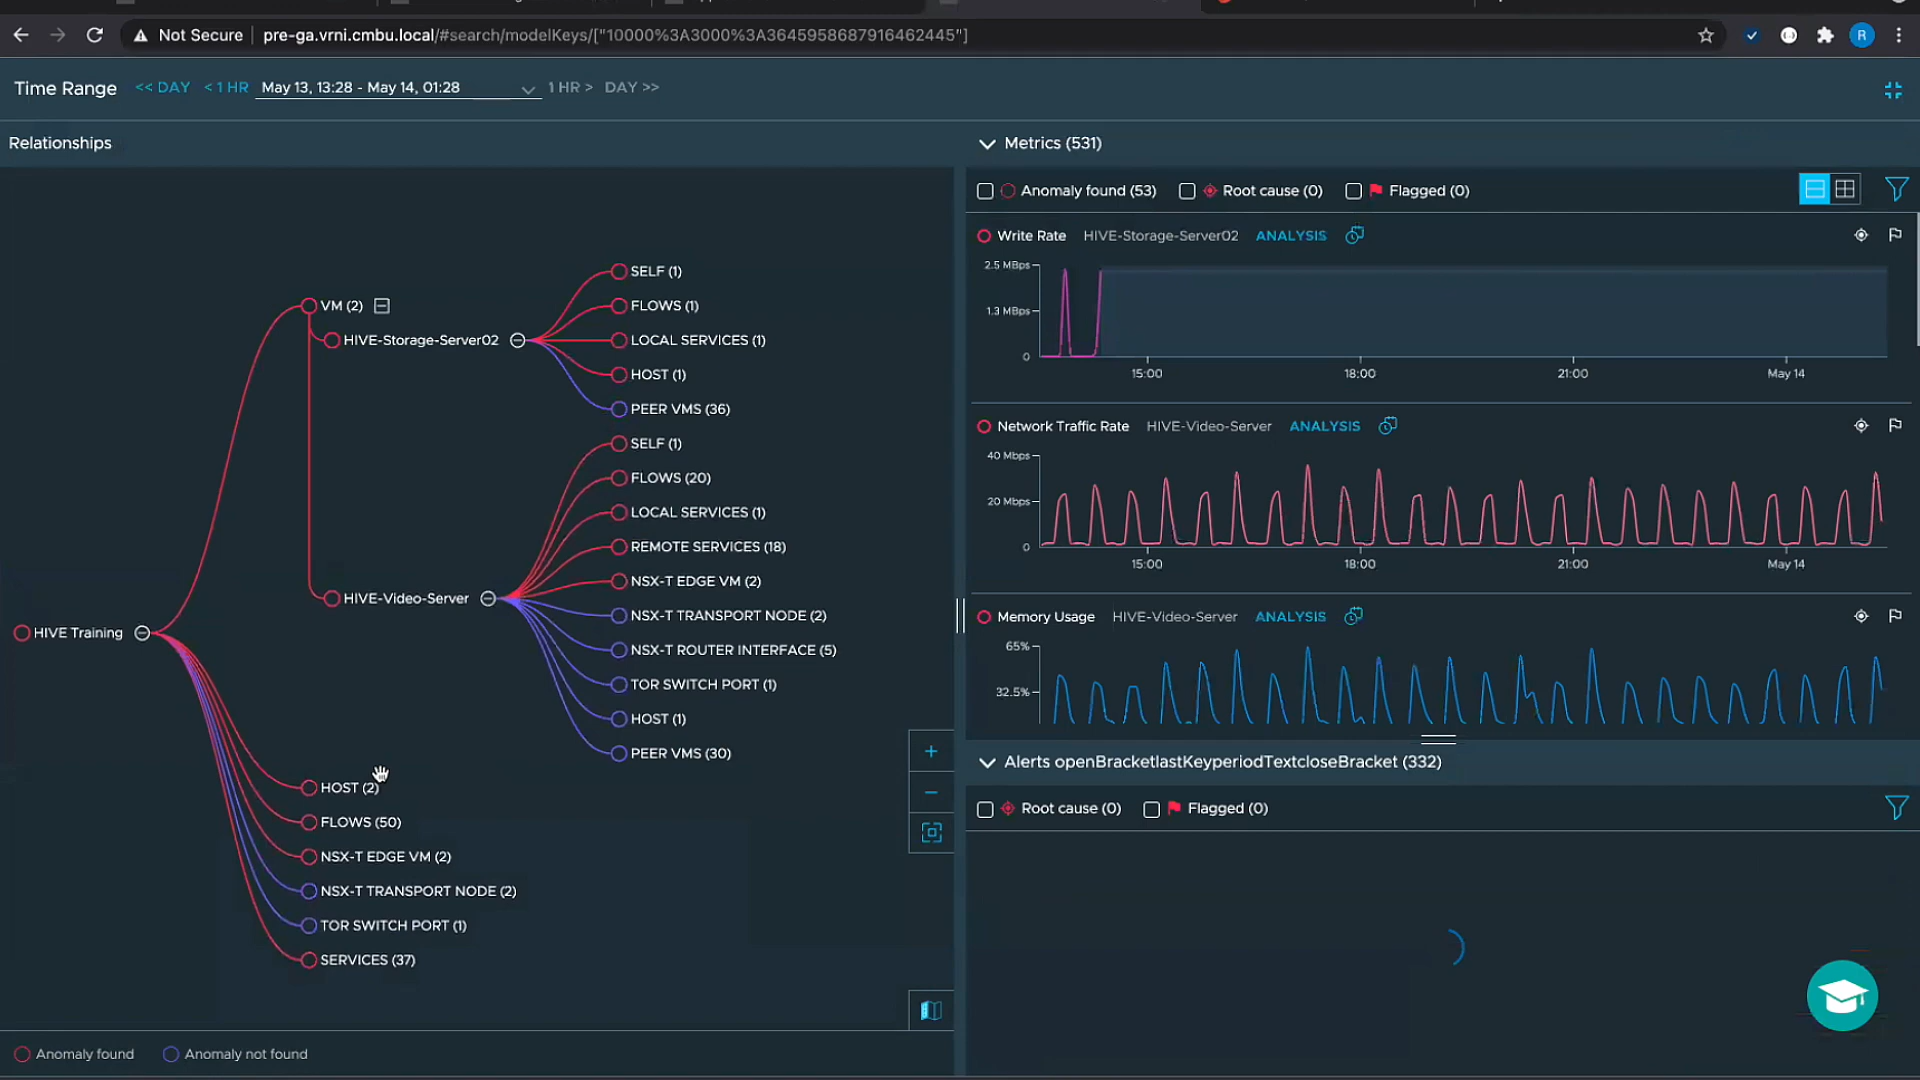 Not Secure
pre-ga.vrni.cmbu.local/#search/modelKeys/["10000%3A3000%3A3645958687916462445"]
R
Time Range
<< DAY
< 1 HR
May 13, 13:28 - May 14, 01:28
1 HR >
DAY >>
Relationships
VM (2)
HIVE-Storage-Server02
SELF (1)
FLOWS (1)
LOCAL SERVICES (1)
HOST (1)
PEER VMS (36)
SELF (1)
FLOWS (20)
LOCAL SERVICES (1)
REMOTE SERVICES (18)
NSX-T EDGE VM (2)
HIVE-Video-Server
NSX-T TRANSPORT NODE (2)
HIVE Training
NSX-T ROUTER INTERFACE (5)
TOR SWITCH PORT (1)
HOST (1)
PEER VMS (30)
HOST (2)
FLOWS (50)
NSX-T EDGE VM (2)
NSX-T TRANSPORT NODE (2)
TOR SWITCH PORT (1)
SERVICES (37)
Anomaly found
Anomaly not found
Metrics (531)
Anomaly found (53)
Root cause (0)
Flagged (0)
Write Rate HIVE-Storage-Server02 ANALYSIS
2.5 MBps
1.3 MBps
0
15:00 18:00 21:00 May 14
Network Traffic Rate HIVE-Video-Server ANALYSIS
40 Mbps
20 Mbps
0
15:00 18:00 21:00 May 14
Memory Usage HIVE-Video-Server ANALYSIS
65%
32.5%
Alerts openBracketlastKeyperiodTextcloseBracket (332)
Root cause (0)
Flagged (0)